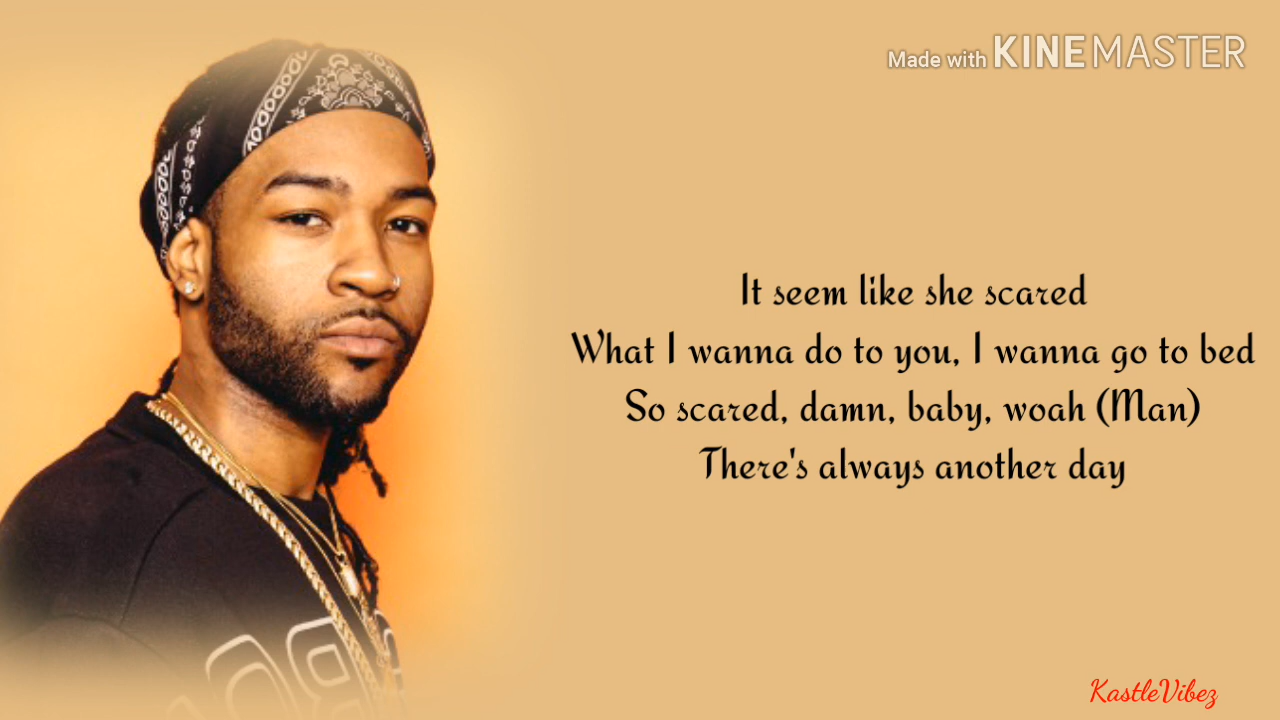 Made with KINEMASTER
It seem like she scared
What I wanna do to you, I wanna go to bed
So scared, damn, baby, woah (Man)
There's always another day
KastleVibez